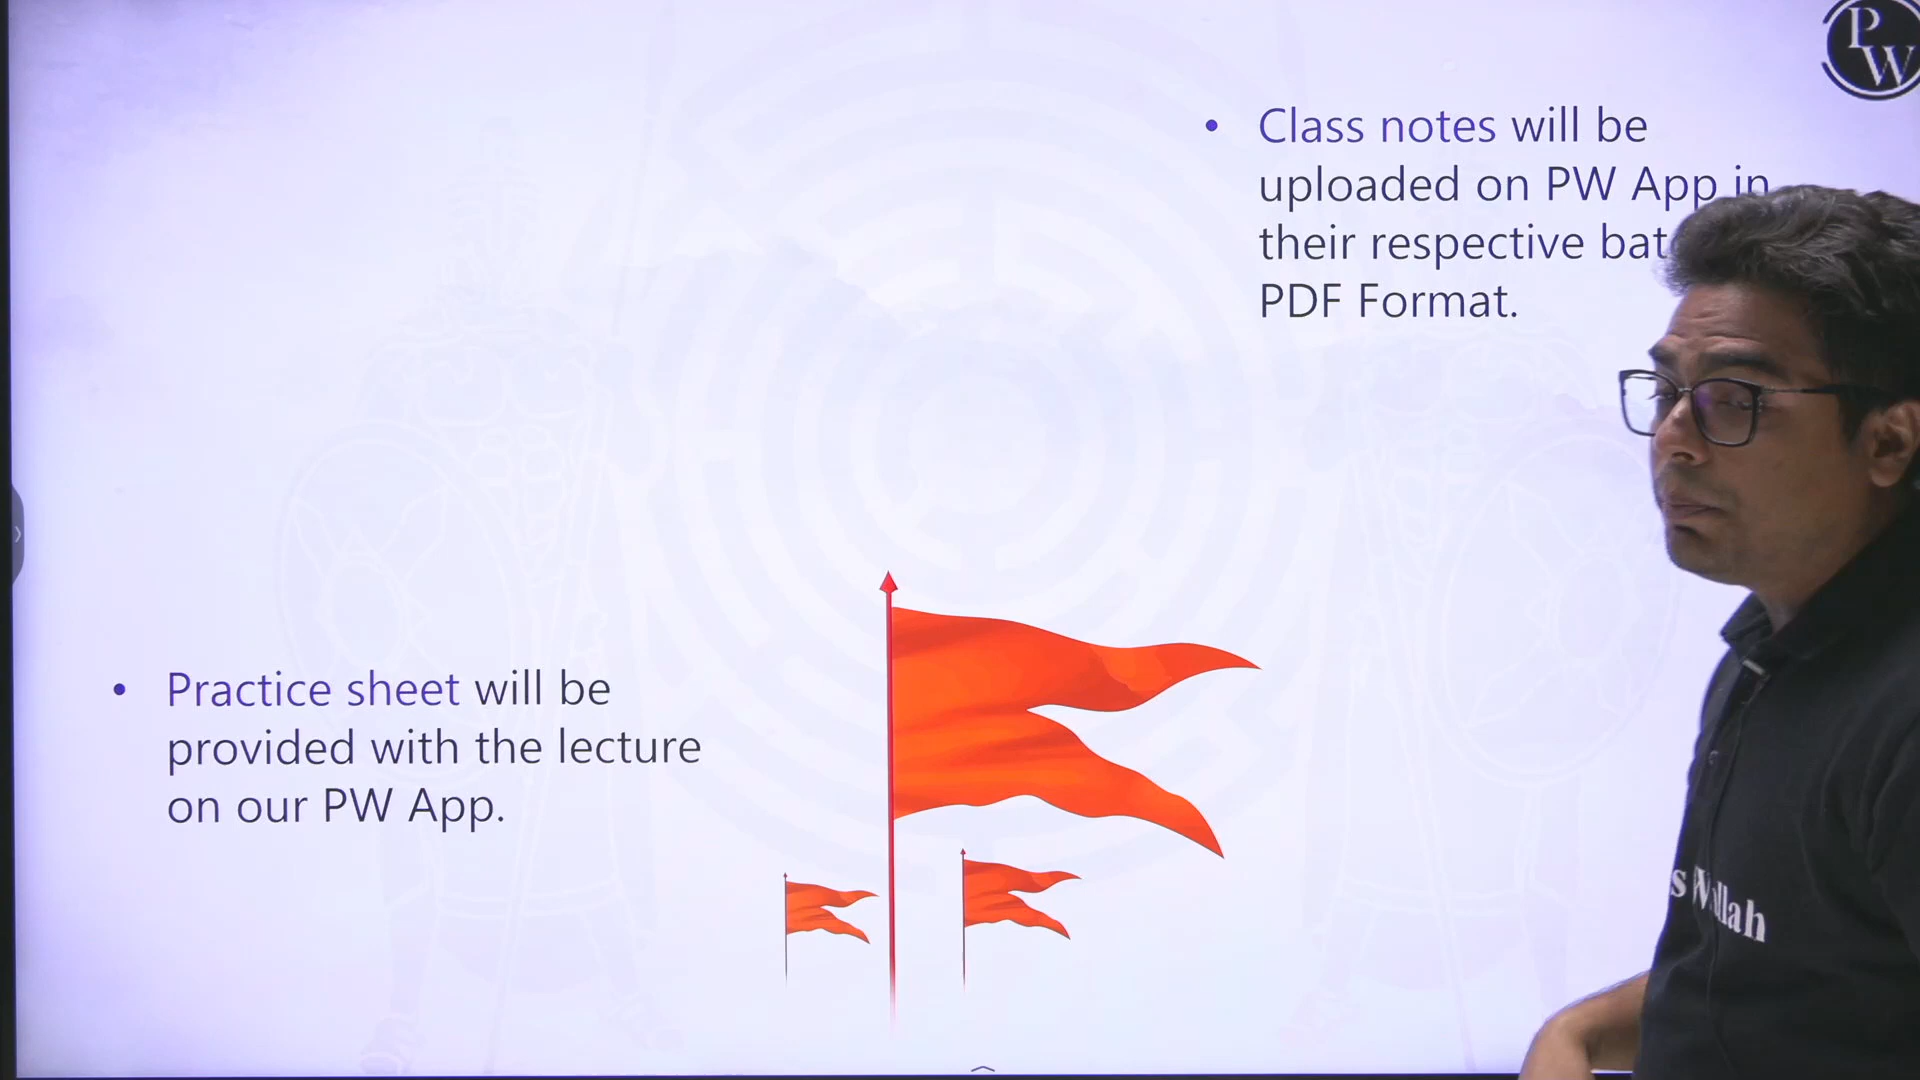 PW
• Class notes will be
uploaded on PW App in
their respective
PDF Format.
• Practice sheet will be
provided with the lecture
on our PW App.